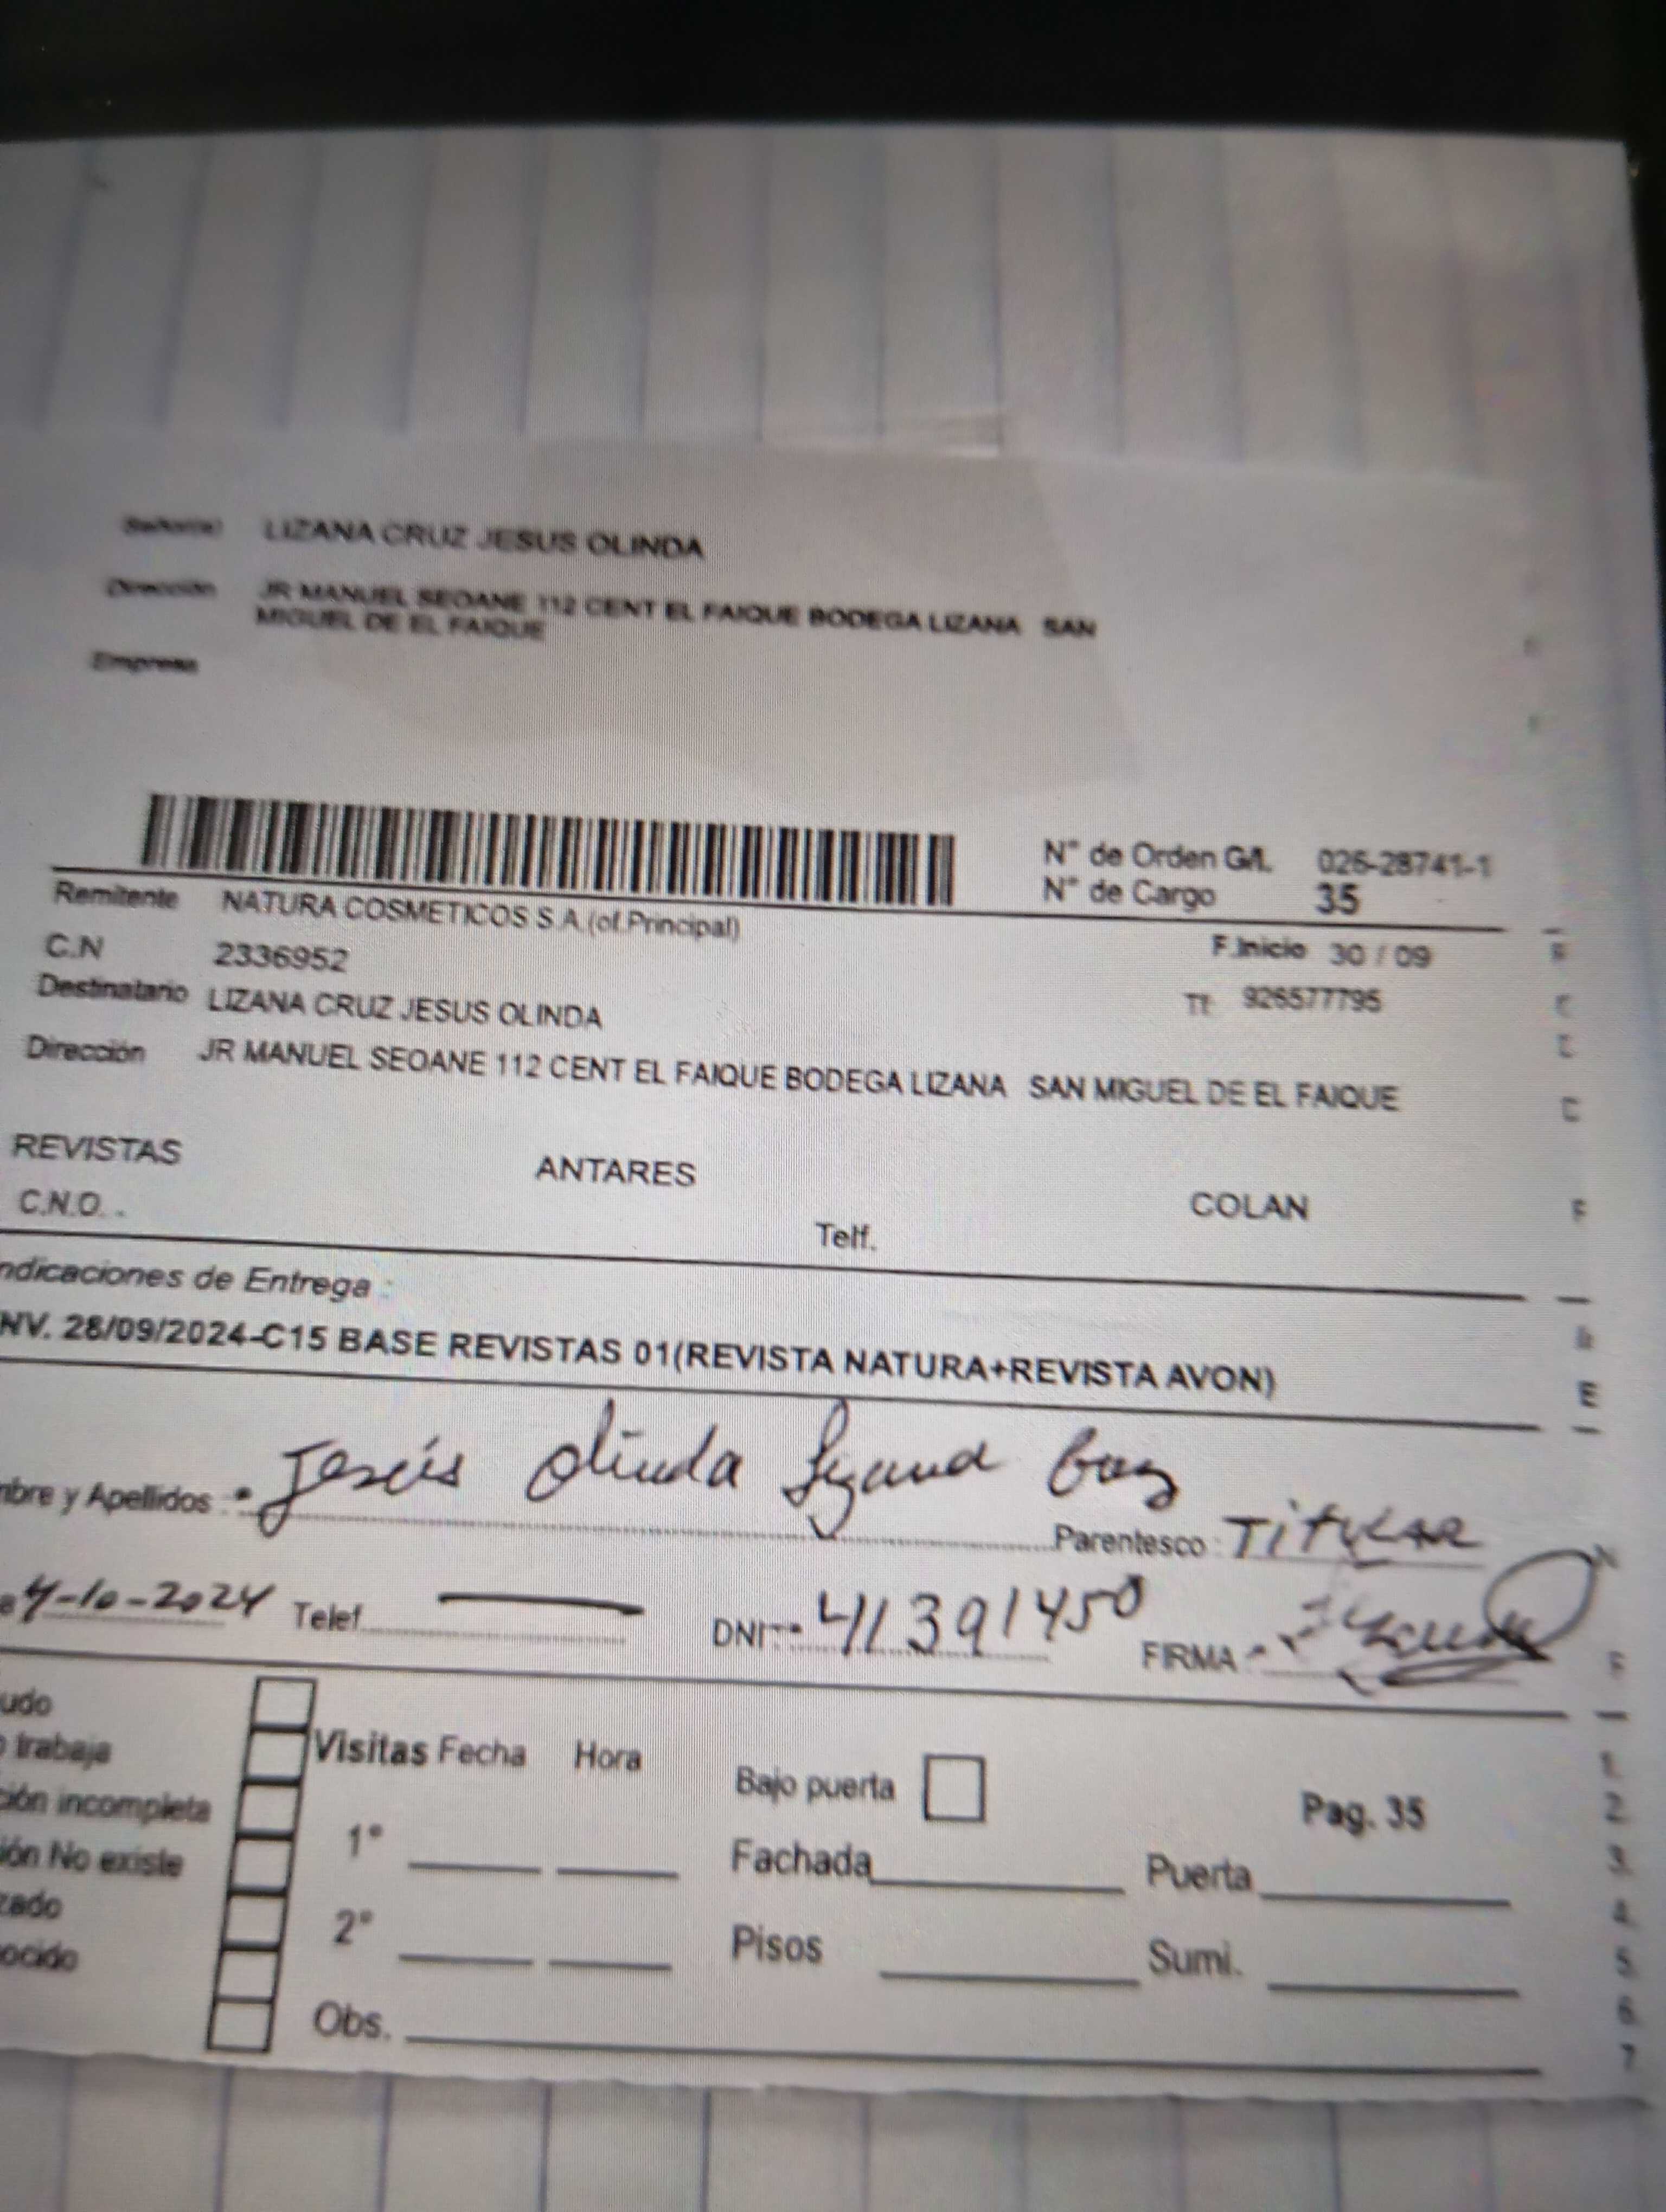 Señor(a) LIZANA CRUZ JESUS OLINDA
Dirección JR MANUEL SEOANE 112 CENT EL FAIQUE BODEGA LIZANA SAN
MIGUEL DE EL FAIQUE
Empresa
N° de Orden G/L 026-28741-1
N° de Cargo 35
Remitente NATURA COSMETICOS S.A.(of.Principal)
F.Inicio 30 / 09
C.N 2336952
Tf 926577795
Destinatario LIZANA CRUZ JESUS OLINDA
Dirección JR MANUEL SEOANE 112 CENT EL FAIQUE BODEGA LIZANA SAN MIGUEL DE EL FAIQUE
REVISTAS ANTARES COLAN
C.N.O. . Telf.
ndicaciones de Entrega :
NV. 28/09/2024-C15 BASE REVISTAS 01(REVISTA NATURA+REVISTA AVON)
mbre y Apellidos : Jesús Olinda Lizana Cruz
Parentesco : TITULAR
4-10-2024 Telef. DNI 41391450 FIRMA
udo
trabaja Visitas Fecha Hora Bajo puerta Pag. 35
ción incompleta
1° Fachada Puerta
ión No existe
zado 2° Pisos Sumi.
ocido
Obs.
1.
2.
3.
4.
5.
6.
7